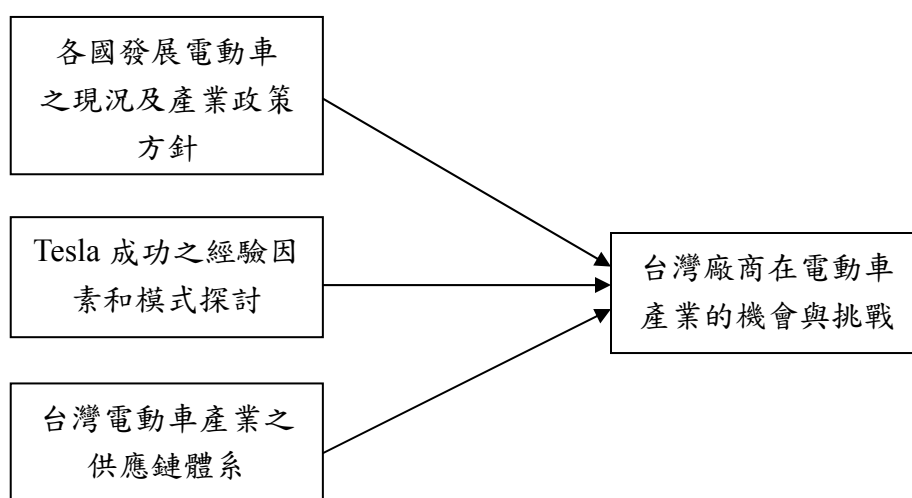 各國發展電動車
之現況及產業政策
方針
Tesla 成功之經驗因
素和模式探討
台灣電動車產業之
供應鏈體系
台灣廠商在電動車
產業的機會與挑戰